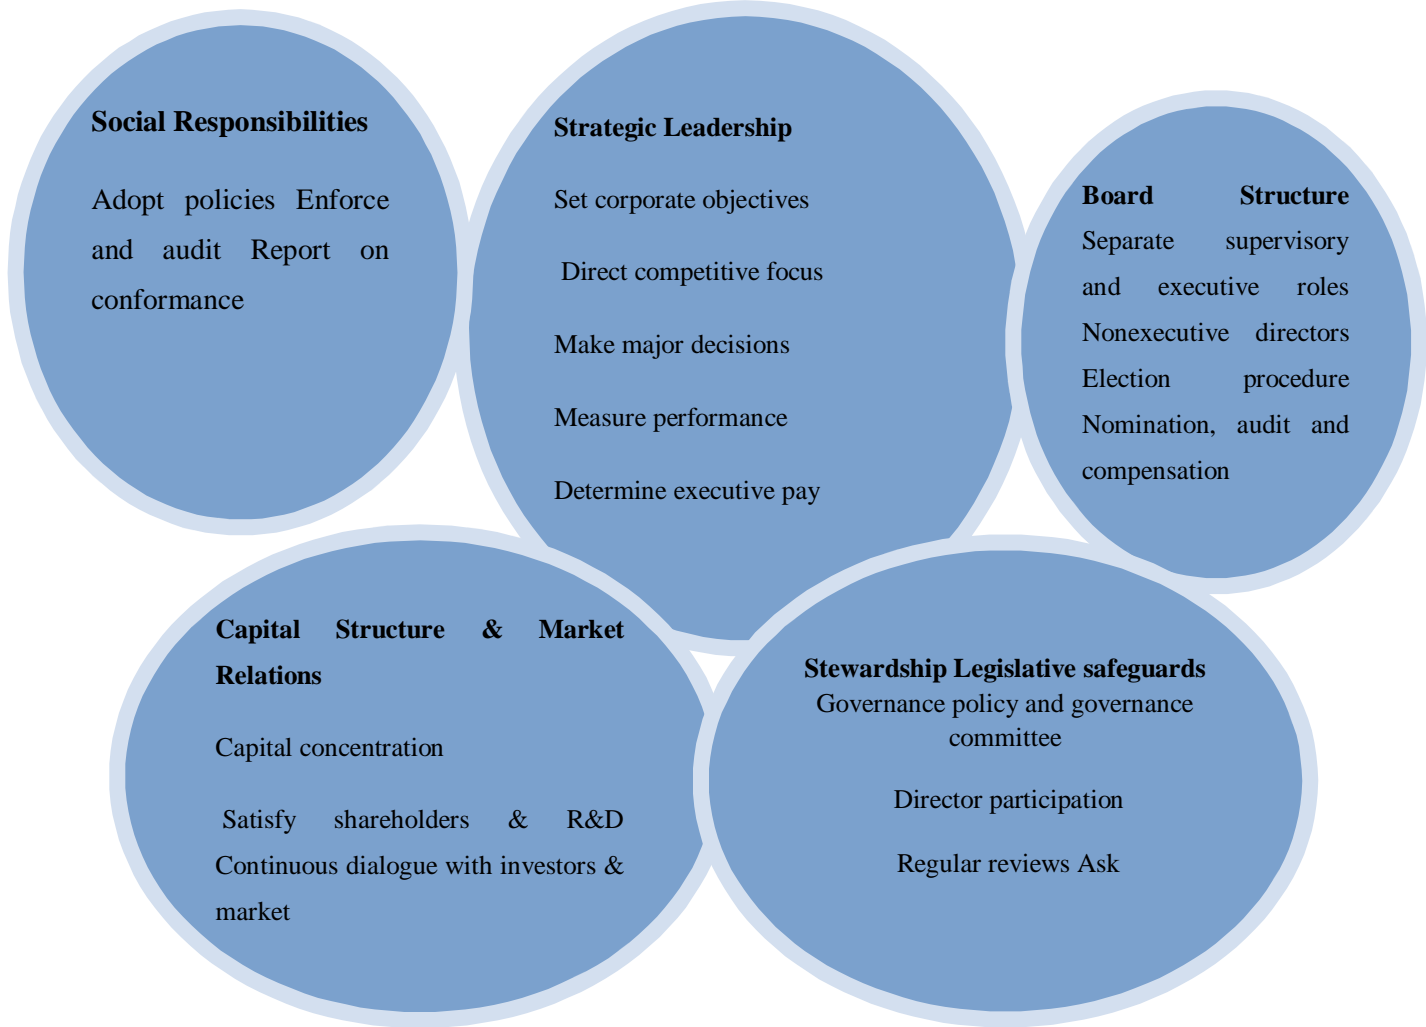 Social Responsibilities
Adopt policies Enforce
and audit Report on
conformance
Strategic Leadership
Set corporate objectives
Direct competitive focus
Make major decisions
Measure performance
Determine executive pay
Board Structure
Separate supervisory
and executive roles
Nonexecutive directors
Election procedure
Nomination, audit and
compensation
Capital Structure & Market
Relations
Capital concentration
Satisfy shareholders & R&D
Continuous dialogue with investors &
market
Stewardship Legislative safeguards
Governance policy and governance
committee
Director participation
Regular reviews Ask